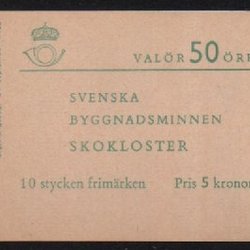 VALÖR 50 ÖRE
SVENSKA
BYGGNADSMINNEN
SKOKLOSTER
10 stycken frimärken Pris 5 kronor